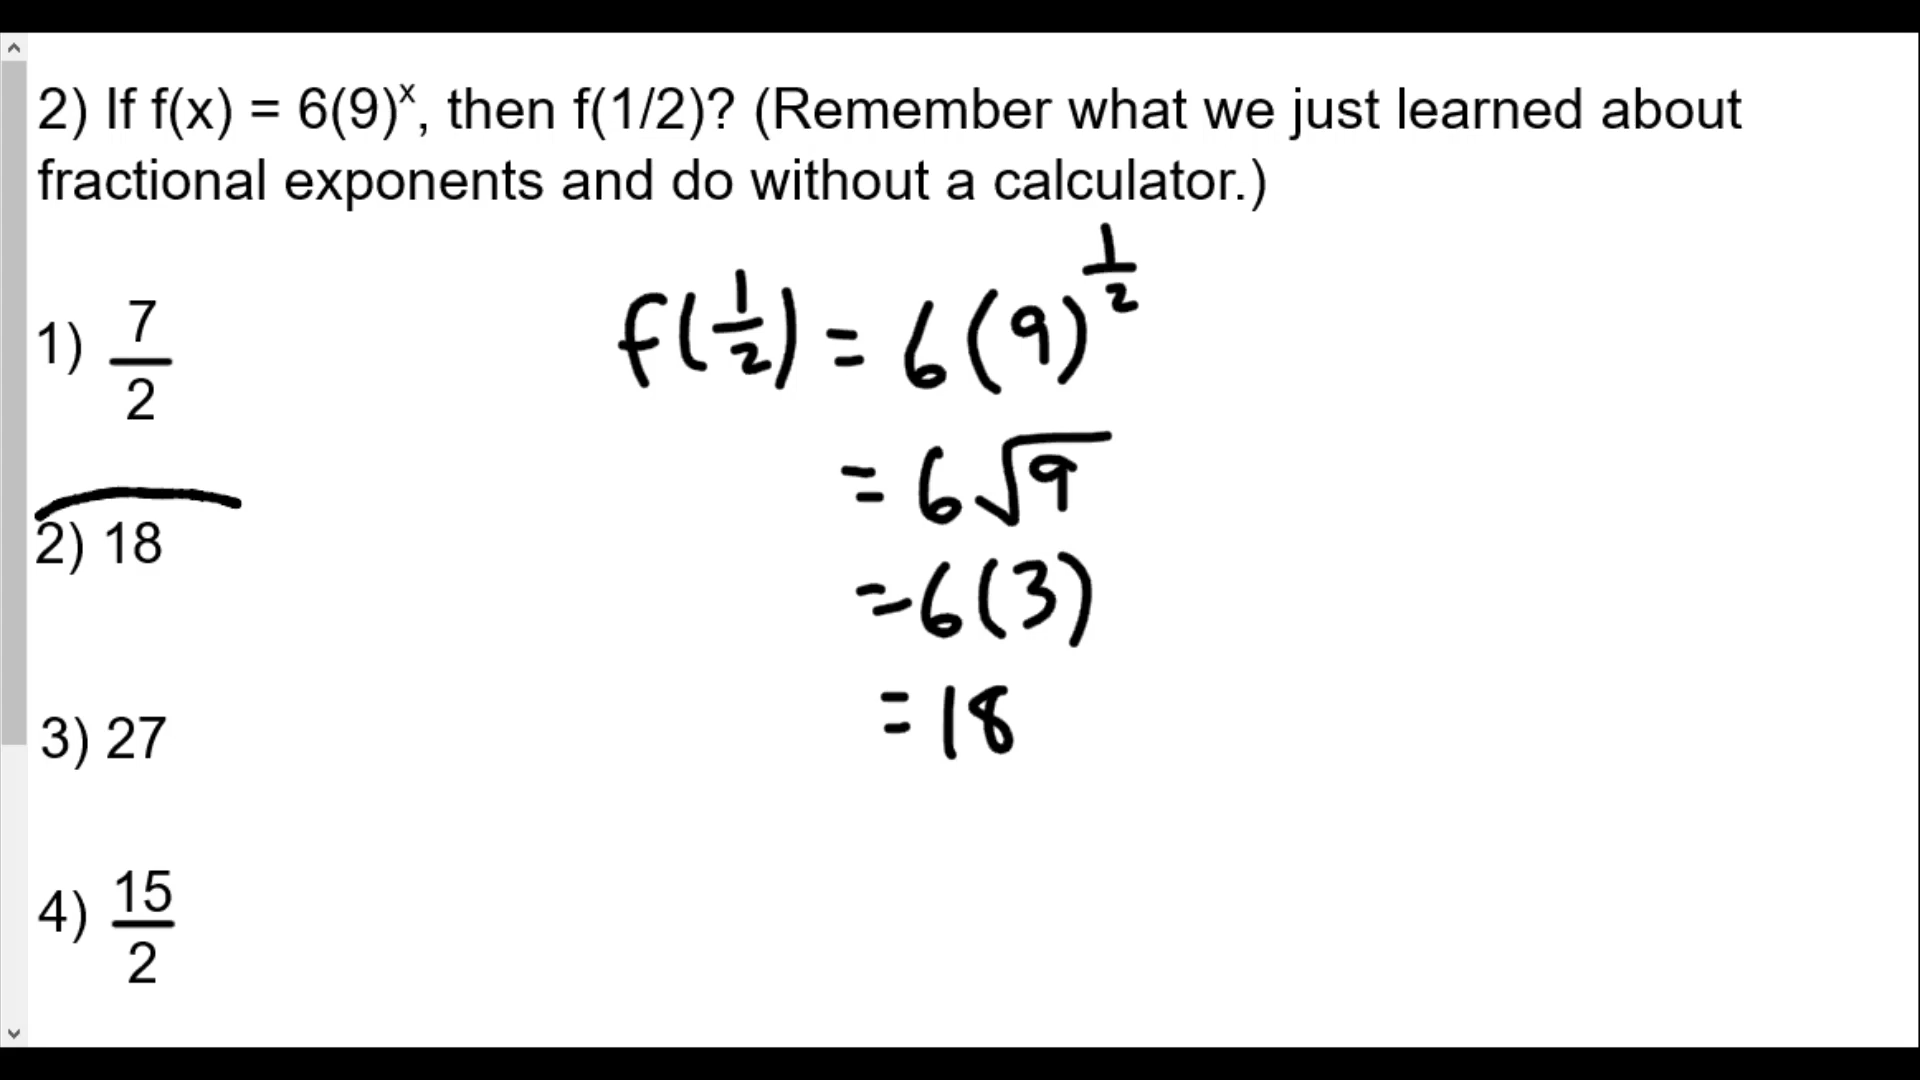 2) If f(x) = 6(9)ˣ, then f(1/2)? (Remember what we just learned about
fractional exponents and do without a calculator.)
1) 7/2
2) 18
3) 27
4) 15/2
f(1/2) = 6(9)^(1/2)
= 6√9
= 6(3)
= 18